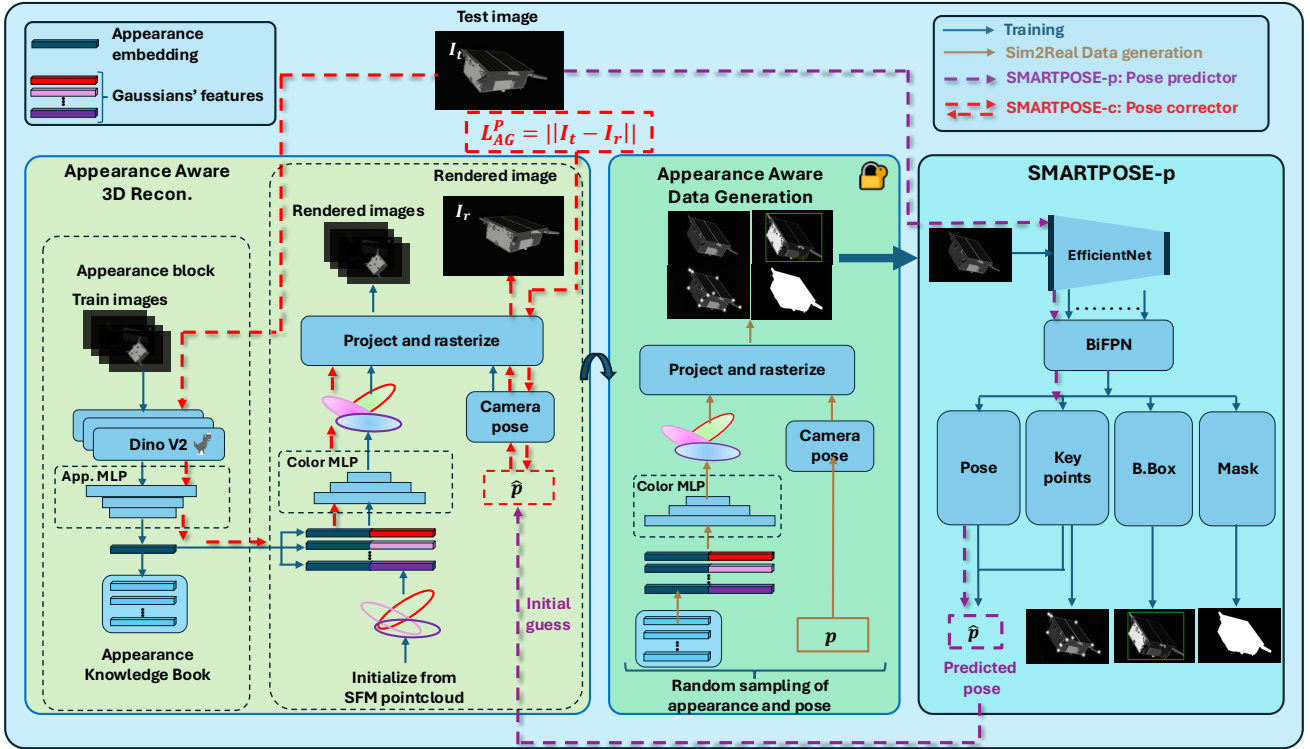 Appearance
embedding
Gaussians' features
Test image
I_t
L_{AG}^{P} = ||I_t − I_r||
Training
Sim2Real Data generation
SMARTPOSE-p: Pose predictor
SMARTPOSE-c: Pose corrector
Appearance Aware
3D Recon.
Appearance block
Train images
Dino V2
App. MLP
Appearance
Knowledge Book
Rendered image
I_r
Rendered images
Project and rasterize
Camera
pose
Color MLP
p̂
Initial
guess
Initialize from
SFM pointcloud
Appearance Aware
Data Generation
Project and rasterize
Camera
pose
Color MLP
p
Random sampling of
appearance and pose
SMARTPOSE-p
EfficientNet
BiFPN
Pose
Key
points
B.Box
Mask
p̂
Predicted
pose